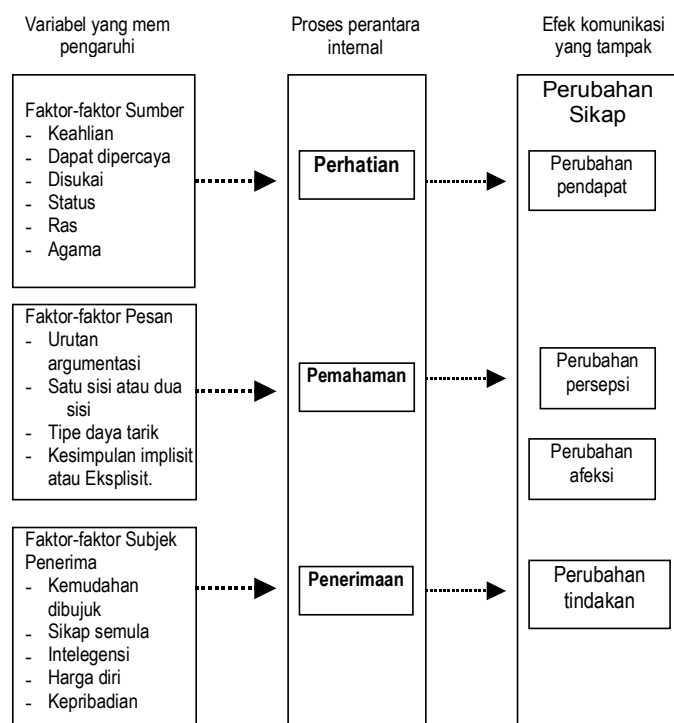 Variabel yang mem
pengaruhi
Proses perantara
internal
Efek komunikasi
yang tampak
Faktor-faktor Sumber
- Keahlian
- Dapat dipercaya
- Disukai
- Status
- Ras
- Agama
Perhatian
Perubahan
Sikap
Perubahan
pendapat
Faktor-faktor Pesan
- Urutan
argumentasi
- Satu sisi atau dua
sisi
- Tipe daya tarik
- Kesimpulan implisit
atau Eksplisit.
Pemahaman
Perubahan
persepsi
Perubahan
afeksi
Faktor-faktor Subjek
Penerima
- Kemudahan
dibujuk
- Sikap semula
- Intelegensi
- Harga diri
- Kepribadian
Penerimaan
Perubahan
tindakan